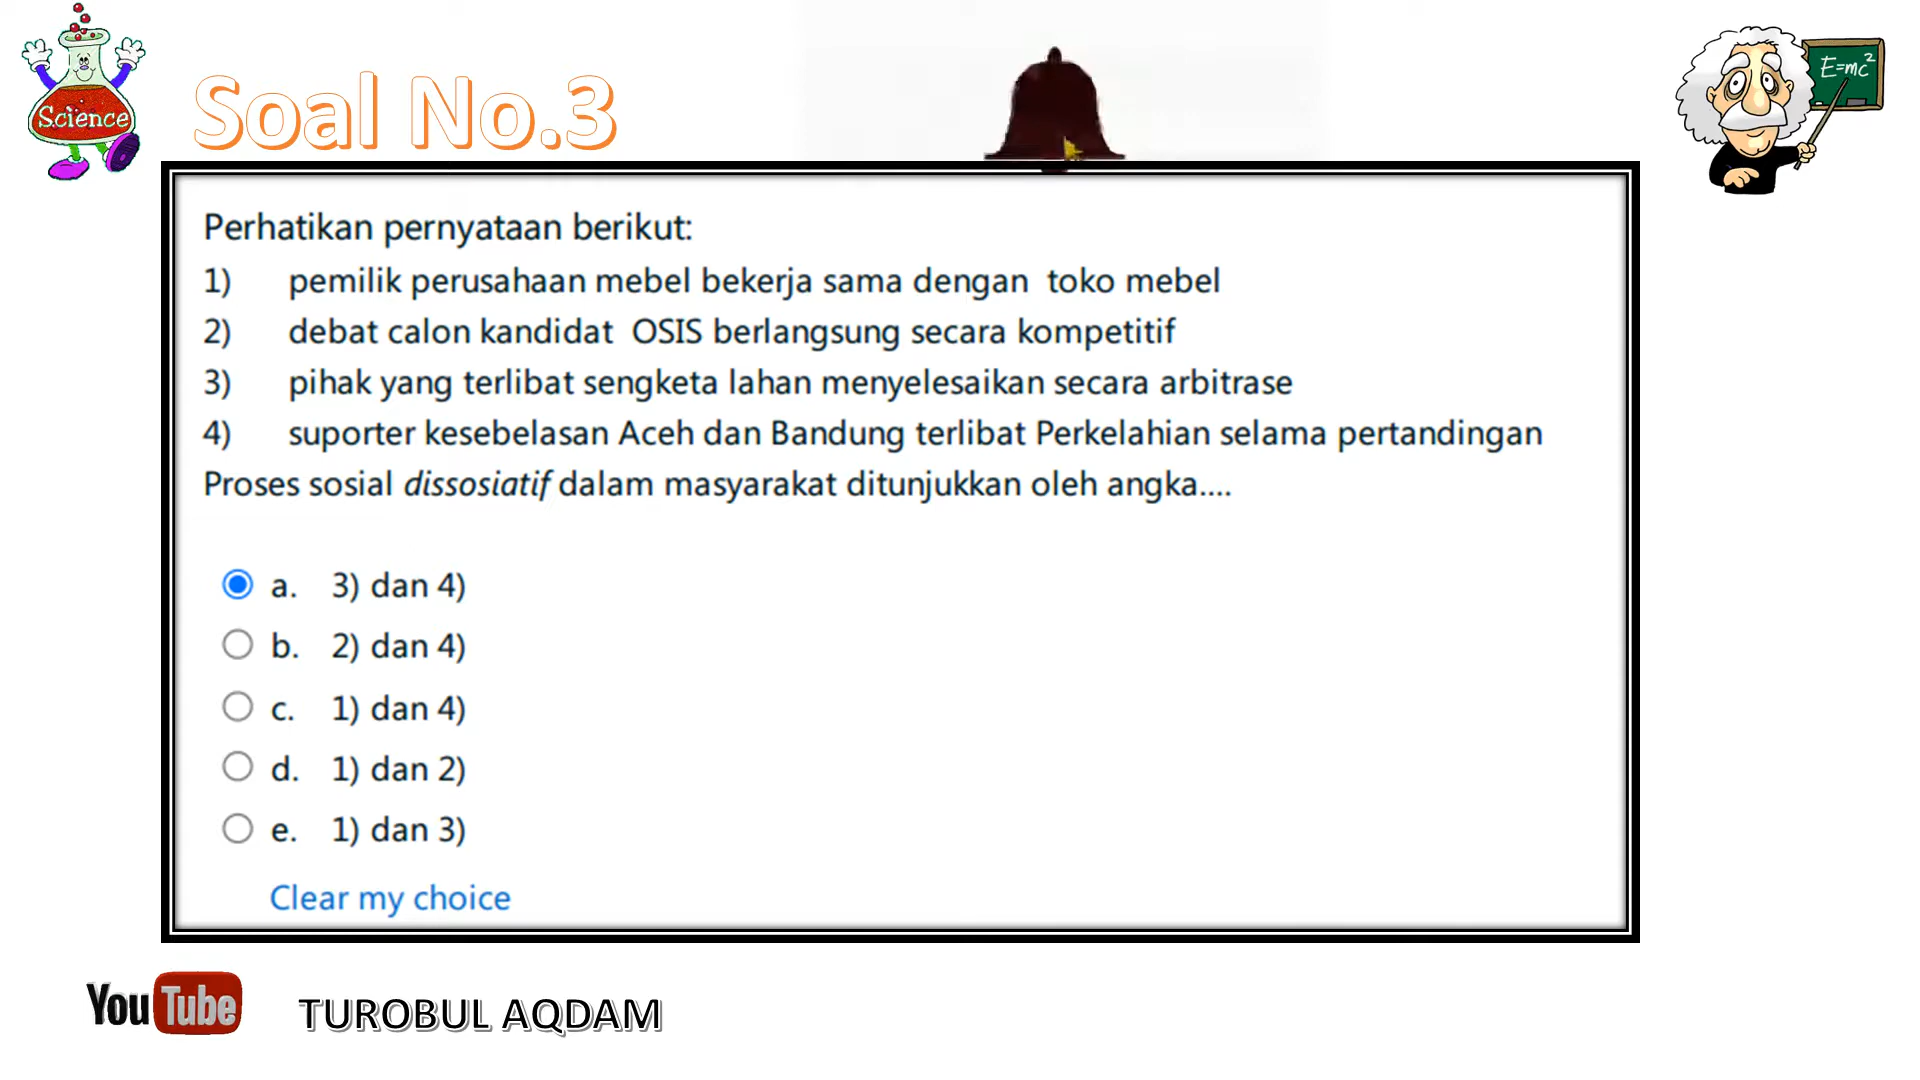 Science
E=mc²
Soal No.3
Perhatikan pernyataan berikut:
1) pemilik perusahaan mebel bekerja sama dengan toko mebel
2) debat calon kandidat OSIS berlangsung secara kompetitif
3) pihak yang terlibat sengketa lahan menyelesaikan secara arbitrase
4) suporter kesebelasan Aceh dan Bandung terlibat Perkelahian selama pertandingan
Proses sosial dissosiatif dalam masyarakat ditunjukkan oleh angka....
a. 3) dan 4)
b. 2) dan 4)
c. 1) dan 4)
d. 1) dan 2)
e. 1) dan 3)
Clear my choice
YouTube
TUROBUL AQDAM